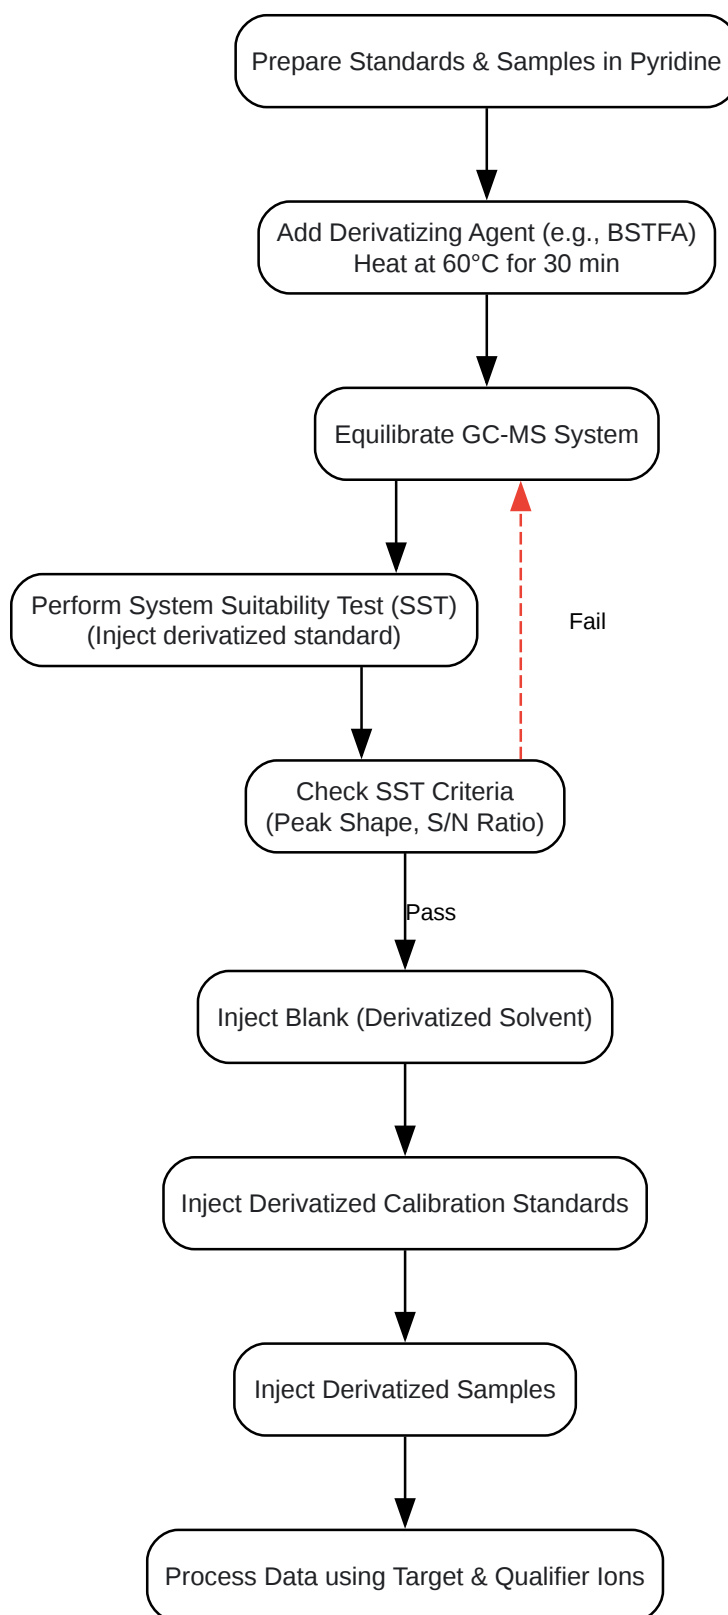 Prepare Standards & Samples in Pyridine
Add Derivatizing Agent (e.g., BSTFA)
Heat at 60°C for 30 min
Equilibrate GC-MS System
Perform System Suitability Test (SST)
(Inject derivatized standard)
Fail
Check SST Criteria
(Peak Shape, S/N Ratio)
Pass
Inject Blank (Derivatized Solvent)
Inject Derivatized Calibration Standards
Inject Derivatized Samples
Process Data using Target & Qualifier Ions